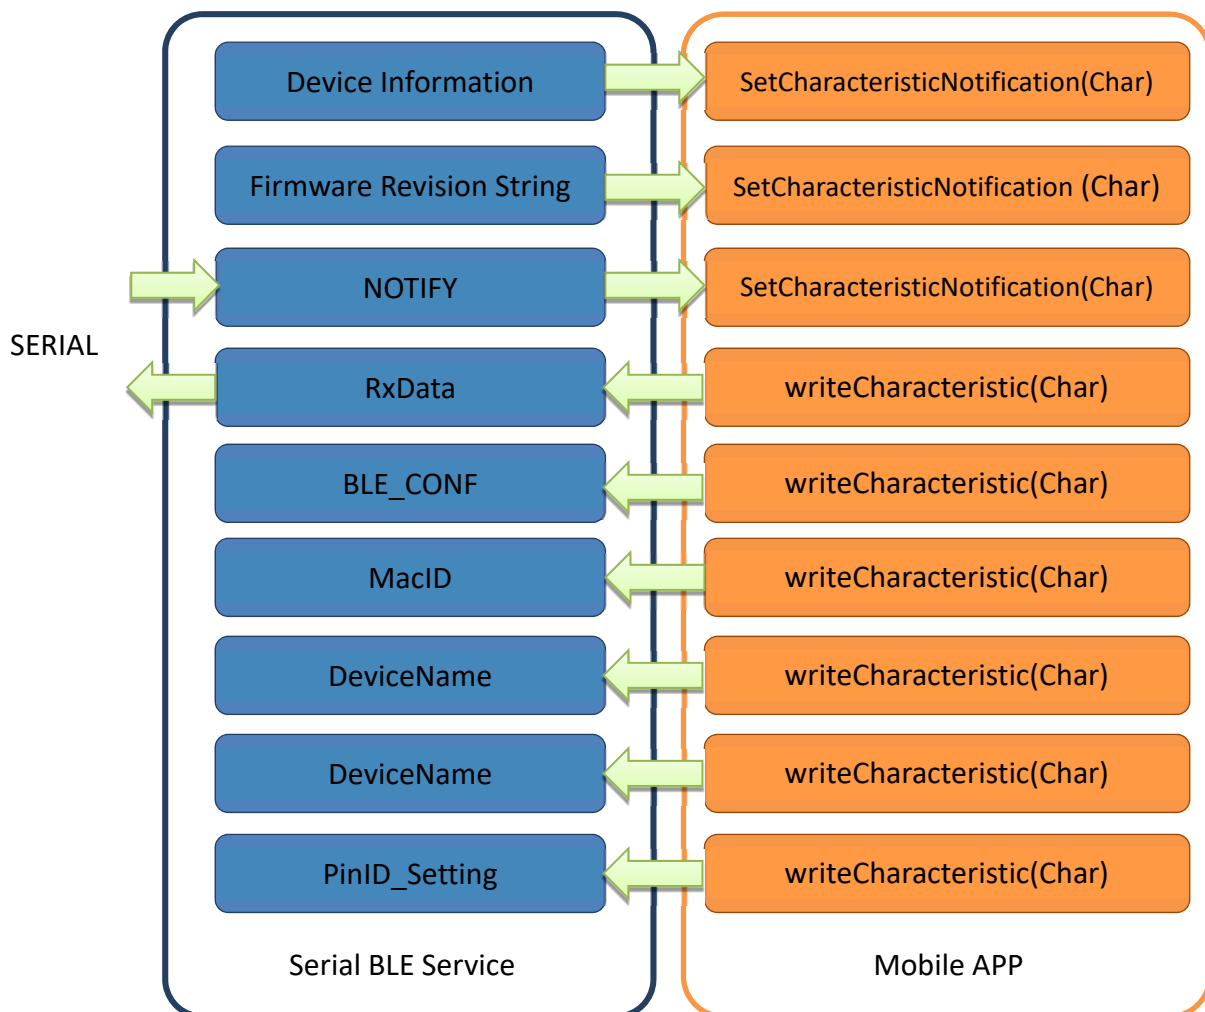 Device Information
SetCharacteristicNotification(Char)
Firmware Revision String
SetCharacteristicNotification (Char)
NOTIFY
SetCharacteristicNotification(Char)
SERIAL
RxData
writeCharacteristic(Char)
BLE_CONF
writeCharacteristic(Char)
MacID
writeCharacteristic(Char)
DeviceName
writeCharacteristic(Char)
DeviceName
writeCharacteristic(Char)
PinID_Setting
writeCharacteristic(Char)
Serial BLE Service
Mobile APP